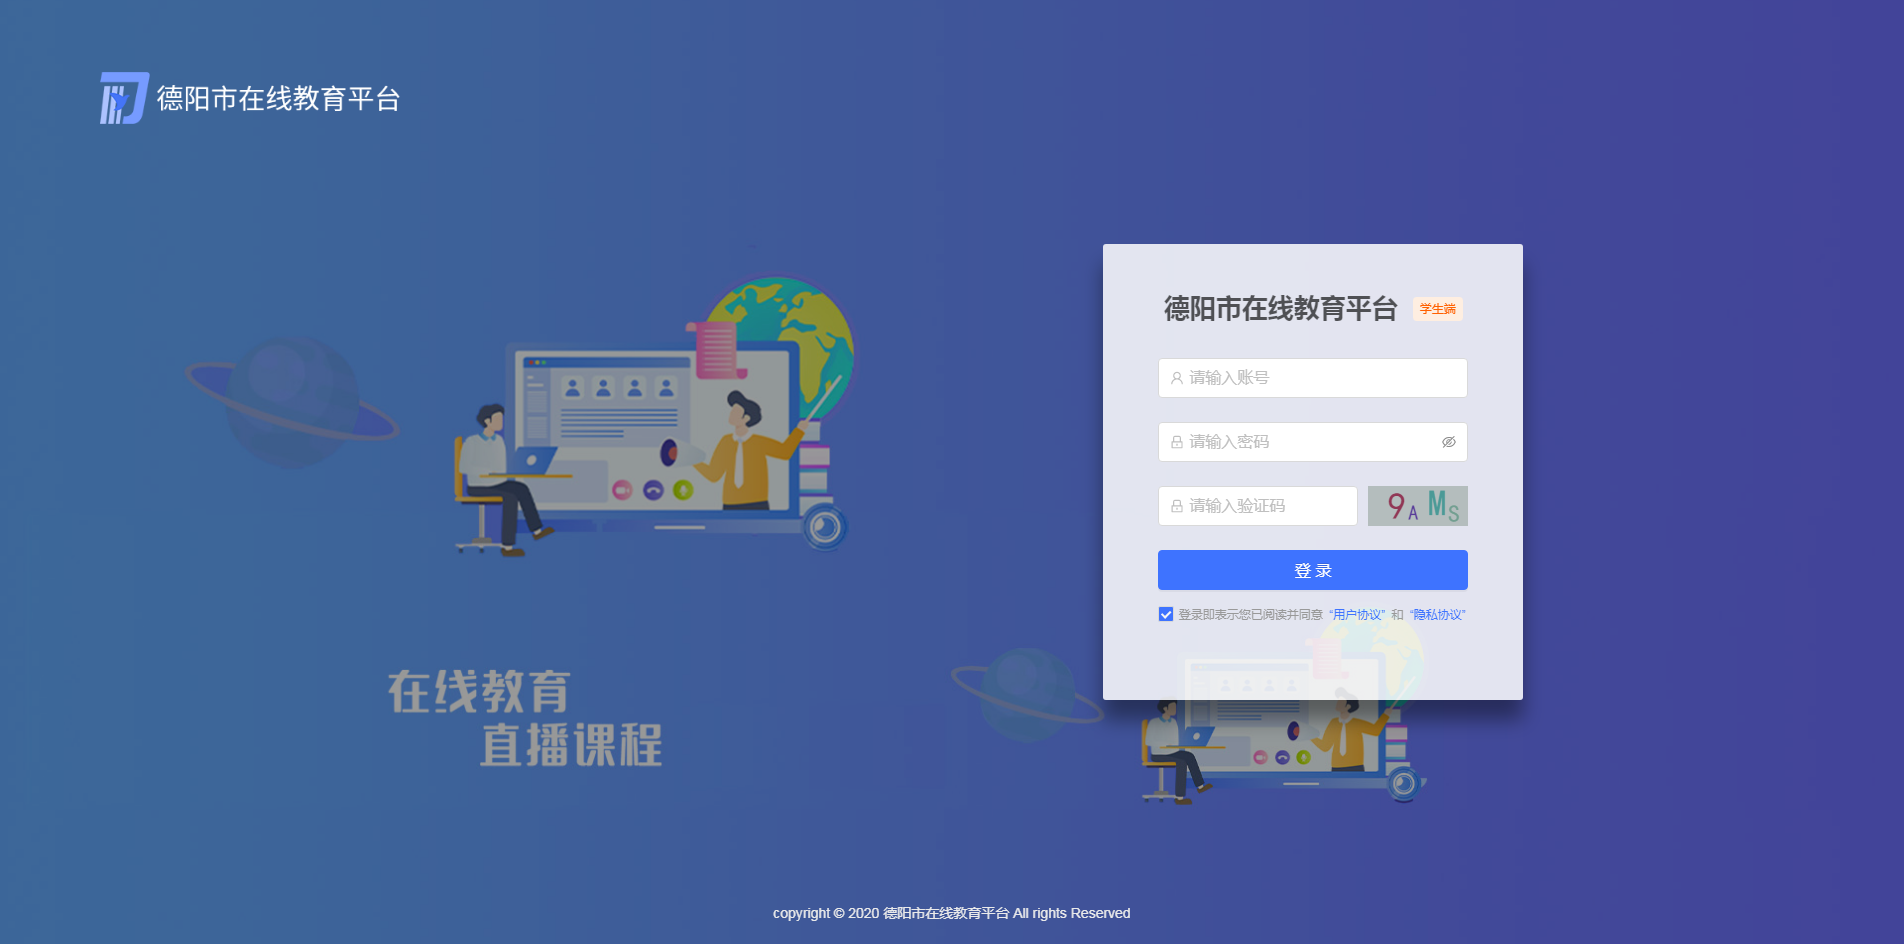 德阳市在线教育平台
德阳市在线教育平台 学生端
请输入账号
请输入密码
请输入验证码 9AMS
登录
登录即表示您已阅读并同意 “用户协议” 和 “隐私协议”
在线教育
直播课程
copyright © 2020 德阳市在线教育平台 All rights Reserved